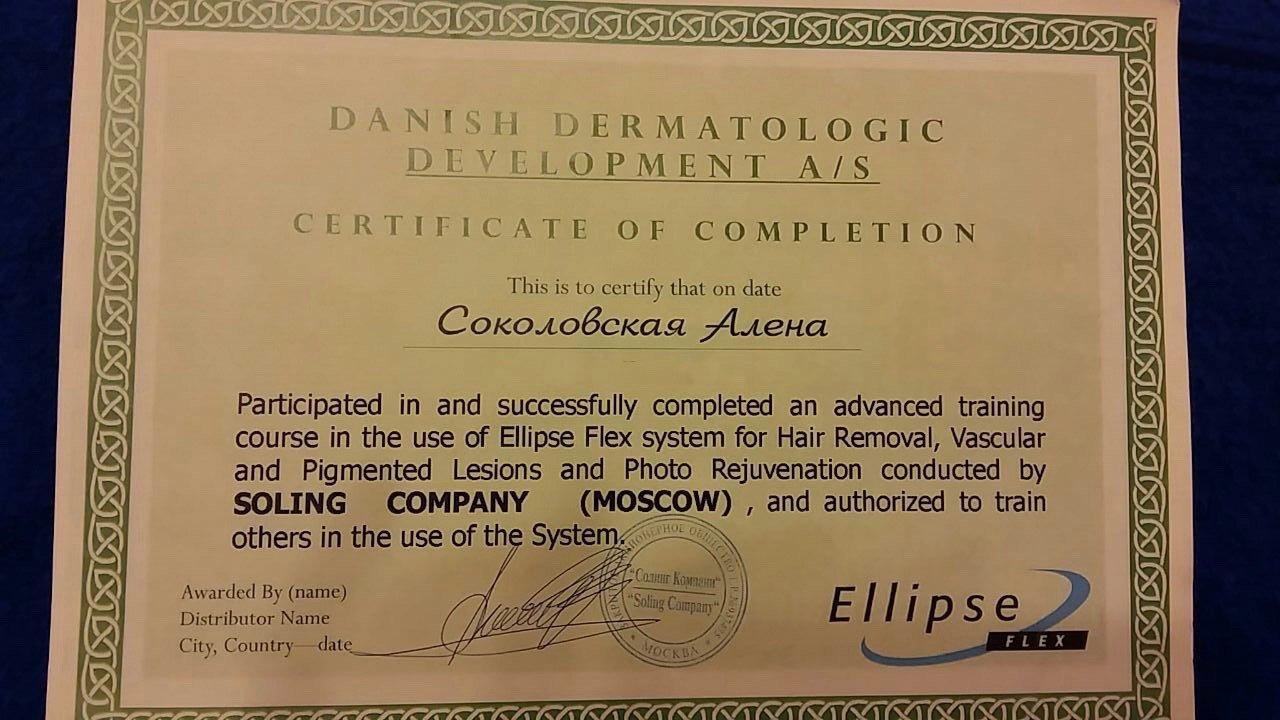 DANISH DERMATOLOGIC
DEVELOPMENT A/S
CERTIFICATE OF COMPLETION
This is to certify that on date
Соколовская Алена
Participated in and successfully completed an advanced training
course in the use of Ellipse Flex system for Hair Removal, Vascular
and Pigmented Lesions and Photo Rejuvenation conducted by
SOLING COMPANY (MOSCOW) , and authorized to train
others in the use of the System.
Awarded By (name)
Distributor Name
City, Country—date
ОБЩЕСТВО
"Солинг Компани"
"Soling Company"
* МОСКВА *
Ellipse
FLEX